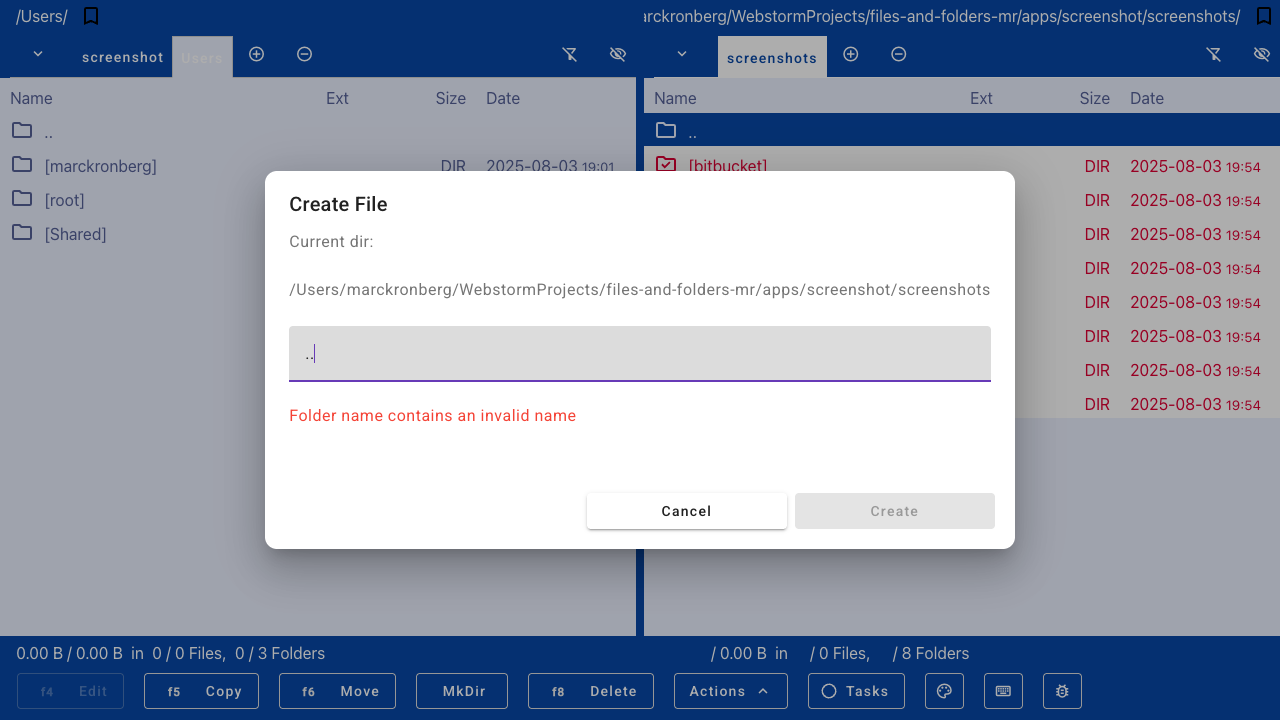 /Users/
arckronberg/WebstormProjects/files-and-folders-mr/apps/screenshot/screenshots/
screenshot Users
screenshots
Name Ext Size Date
Name Ext Size Date
..
[marckronberg] DIR 2025-08-03 19:01
[root]
[Shared]
..
[bitbucket] DIR 2025-08-03 19:54
DIR 2025-08-03 19:54
DIR 2025-08-03 19:54
DIR 2025-08-03 19:54
DIR 2025-08-03 19:54
DIR 2025-08-03 19:54
DIR 2025-08-03 19:54
DIR 2025-08-03 19:54
Create File
Current dir:
/Users/marckronberg/WebstormProjects/files-and-folders-mr/apps/screenshot/screenshots
..
Folder name contains an invalid name
Cancel Create
0.00 B / 0.00 B in 0 / 0 Files, 0 / 3 Folders
/ 0.00 B in / 0 Files, / 8 Folders
f4 Edit f5 Copy f6 Move MkDir f8 Delete Actions Tasks